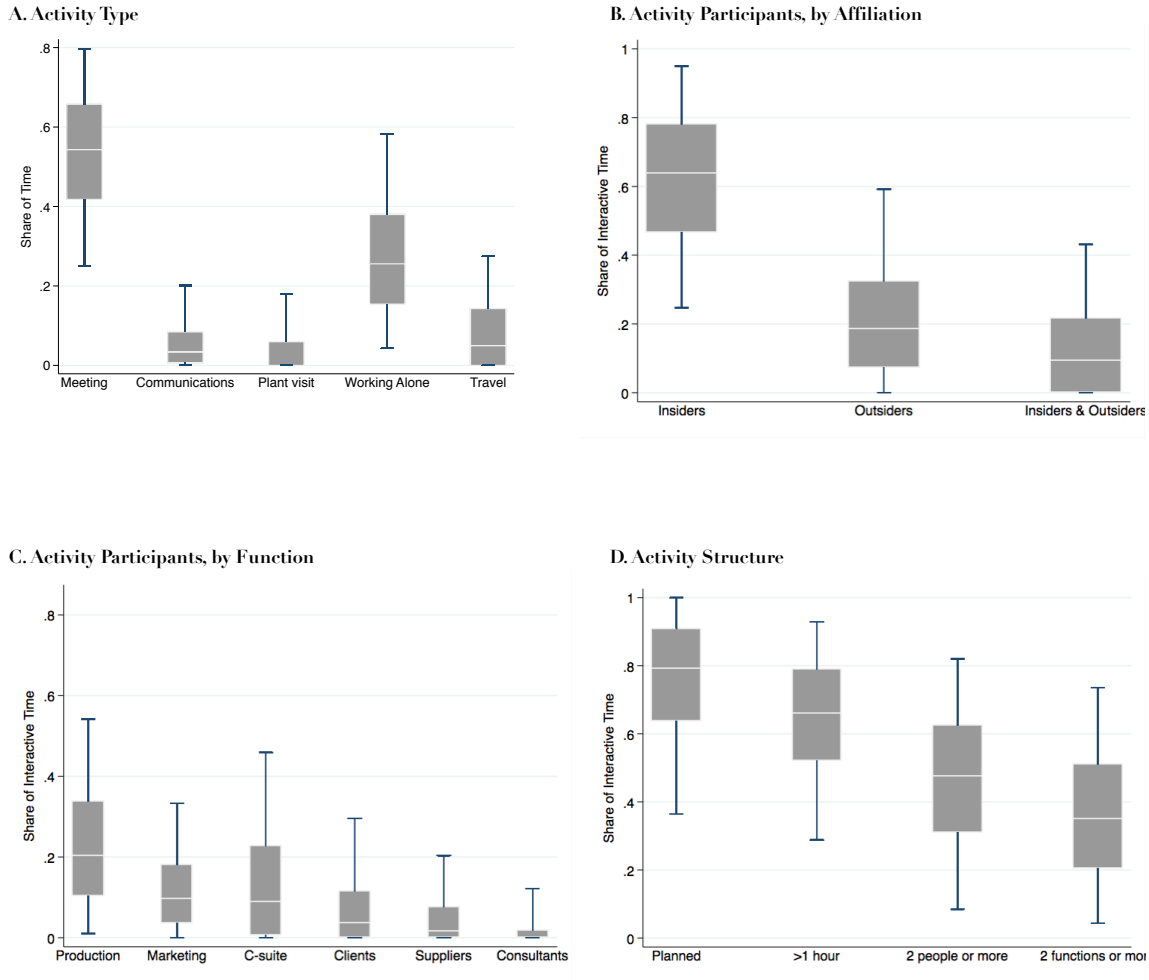 A. Activity Type
.8
.6
.4
.2
0
Share of Time
Meeting Communications Plant visit Working Alone Travel
B. Activity Participants, by Affiliation
1
.8
.6
.4
.2
0
Share of Interactive Time
Insiders Outsiders Insiders & Outsiders
C. Activity Participants, by Function
.8
.6
.4
.2
0
Share of Interactive Time
Production Marketing C-suite Clients Suppliers Consultants
D. Activity Structure
1
.8
.6
.4
.2
0
Share of Interactive Time
Planned >1 hour 2 people or more 2 functions or mor